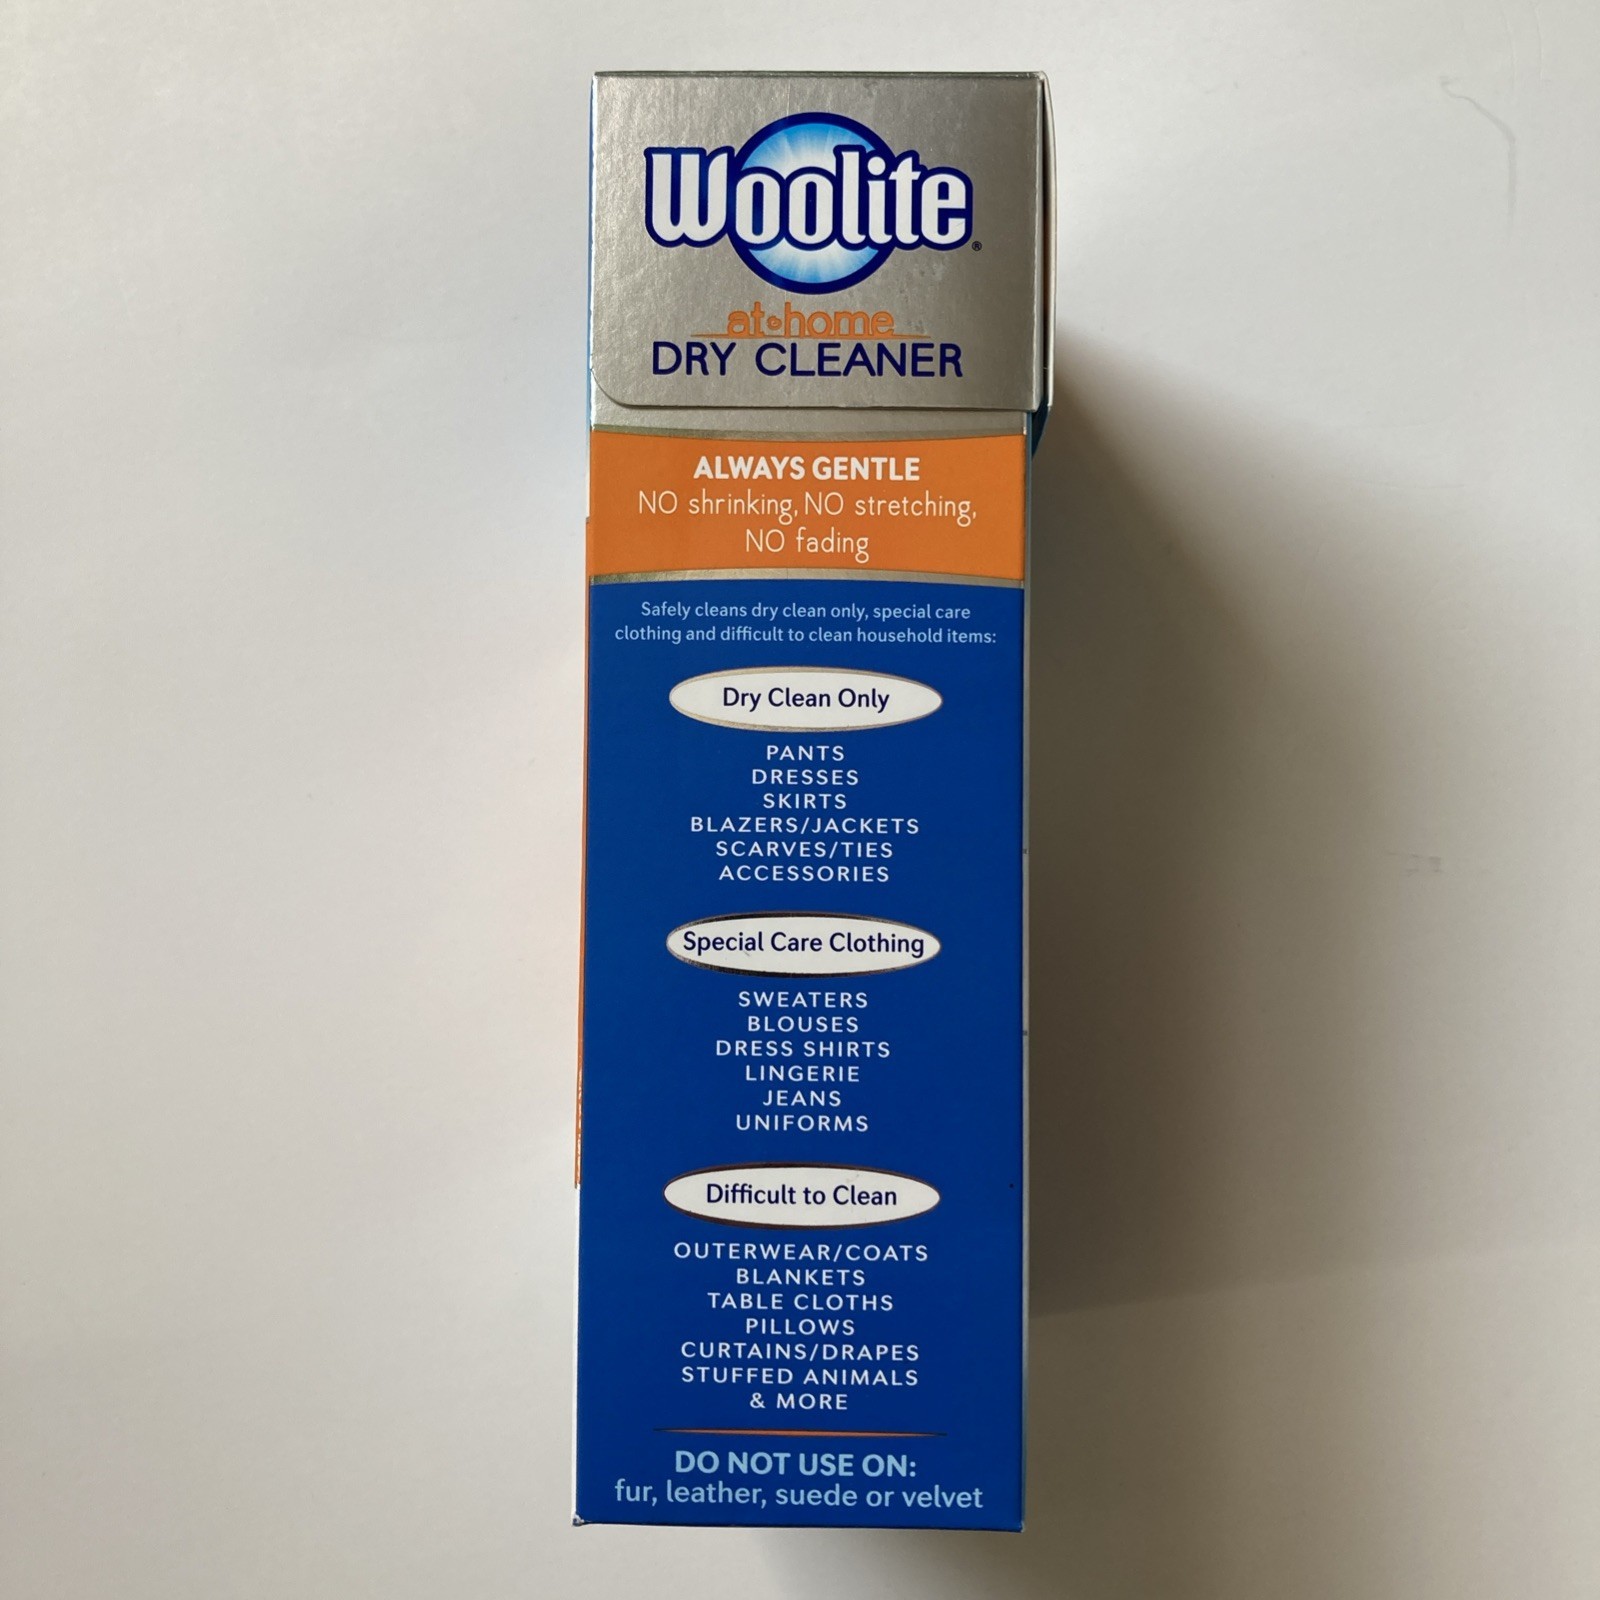 Woolite®
at•home
DRY CLEANER
ALWAYS GENTLE
NO shrinking, NO stretching,
NO fading
Safely cleans dry clean only, special care
clothing and difficult to clean household items:
Dry Clean Only
PANTS
DRESSES
SKIRTS
BLAZERS/JACKETS
SCARVES/TIES
ACCESSORIES
Special Care Clothing
SWEATERS
BLOUSES
DRESS SHIRTS
LINGERIE
JEANS
UNIFORMS
Difficult to Clean
OUTERWEAR/COATS
BLANKETS
TABLE CLOTHS
PILLOWS
CURTAINS/DRAPES
STUFFED ANIMALS
& MORE
DO NOT USE ON:
fur, leather, suede or velvet